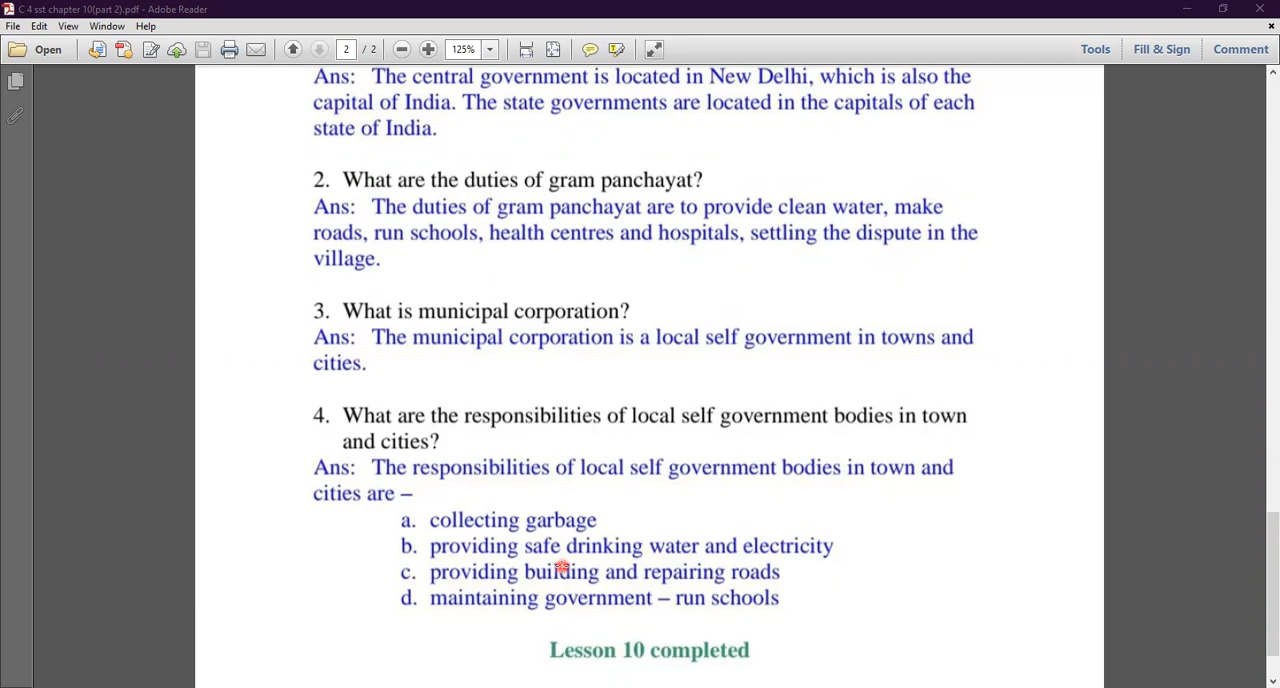 C 4 sst chapter 10(part 2).pdf - Adobe Reader
File Edit View Window Help
Open 2 / 2 125% Tools Fill & Sign Comment
Ans: The central government is located in New Delhi, which is also the
capital of India. The state governments are located in the capitals of each
state of India.
2. What are the duties of gram panchayat?
Ans: The duties of gram panchayat are to provide clean water, make
roads, run schools, health centres and hospitals, settling the dispute in the
village.
3. What is municipal corporation?
Ans: The municipal corporation is a local self government in towns and
cities.
4. What are the responsibilities of local self government bodies in town
and cities?
Ans: The responsibilities of local self government bodies in town and
cities are –
a. collecting garbage
b. providing safe drinking water and electricity
c. providing building and repairing roads
d. maintaining government – run schools
Lesson 10 completed